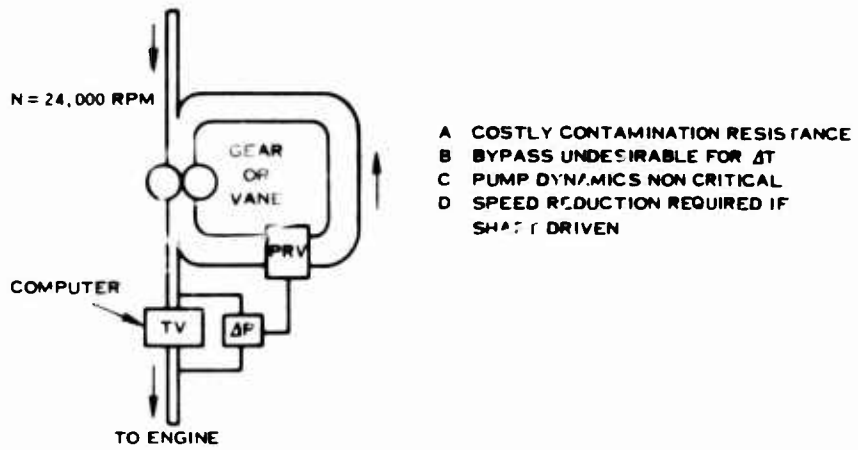 N = 24,000 RPM
GEAR
OR
VANE
PRV
COMPUTER
TV
ΔP
TO ENGINE
A COSTLY CONTAMINATION RESISTANCE
B BYPASS UNDESIRABLE FOR ΔT
C PUMP DYNAMICS NON CRITICAL
D SPEED REDUCTION REQUIRED IF
SHAFT DRIVEN